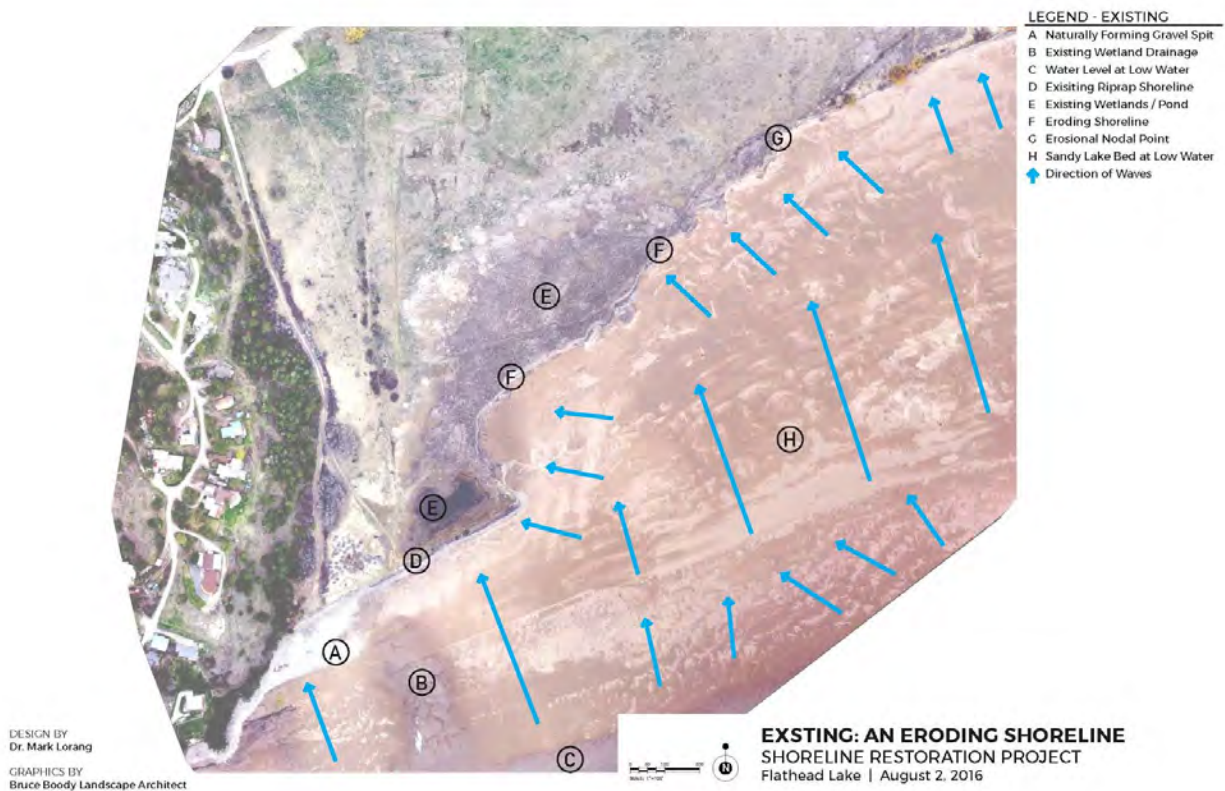 LEGEND - EXISTING
A Naturally Forming Gravel Spit
B Existing Wetland Drainage
C Water Level at Low Water
D Exisiting Riprap Shoreline
E Existing Wetlands / Pond
F Eroding Shoreline
G Erosional Nodal Point
H Sandy Lake Bed at Low Water
Direction of Waves
G
F
E
F
H
E
D
A
B
C
DESIGN BY
Dr. Mark Lorang
GRAPHICS BY
Bruce Boody Landscape Architect
N
EXSTING: AN ERODING SHORELINE
SHORELINE RESTORATION PROJECT
Flathead Lake | August 2, 2016